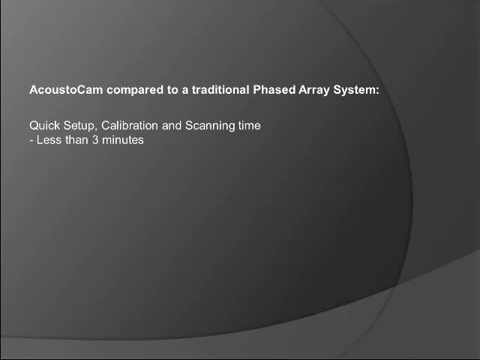 AcoustoCam compared to a traditional Phased Array System:
Quick Setup, Calibration and Scanning time
- Less than 3 minutes